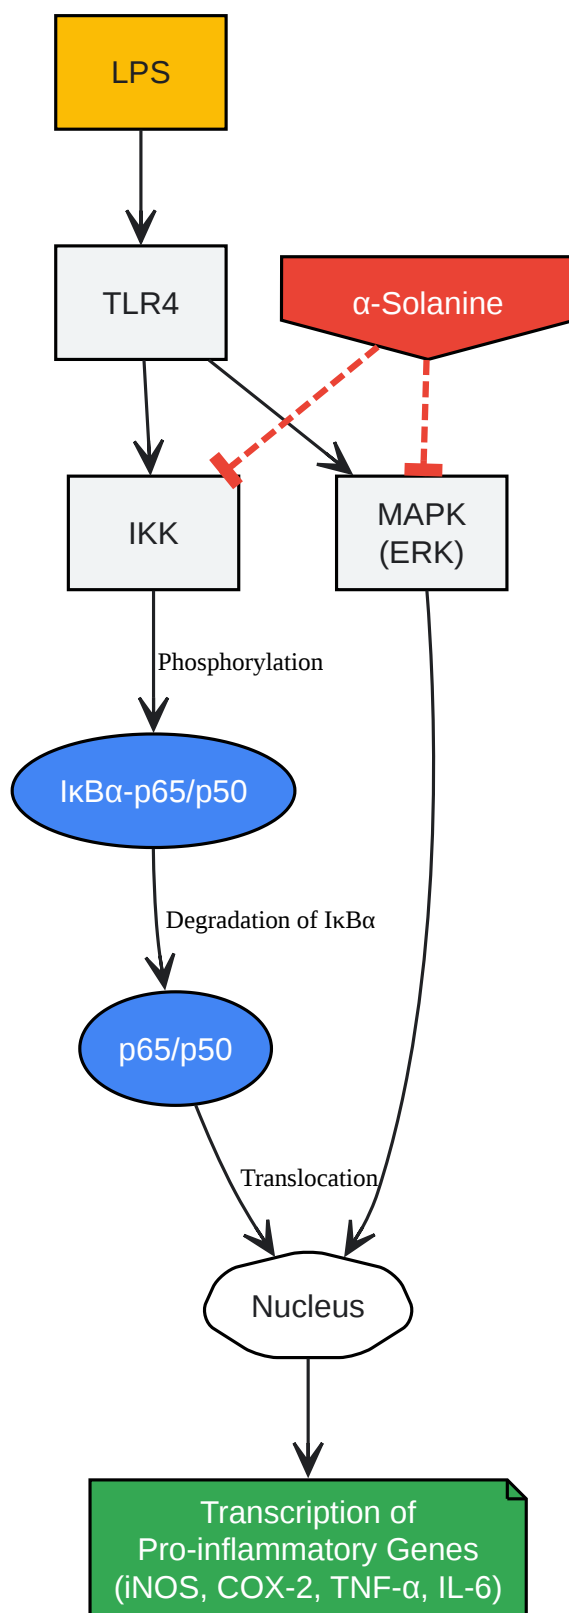 LPS
TLR4
α-Solanine
IKK
MAPK
(ERK)
Phosphorylation
IκBα-p65/p50
Degradation of IκBα
p65/p50
Translocation
Nucleus
Transcription of
Pro-inflammatory Genes
(iNOS, COX-2, TNF-α, IL-6)